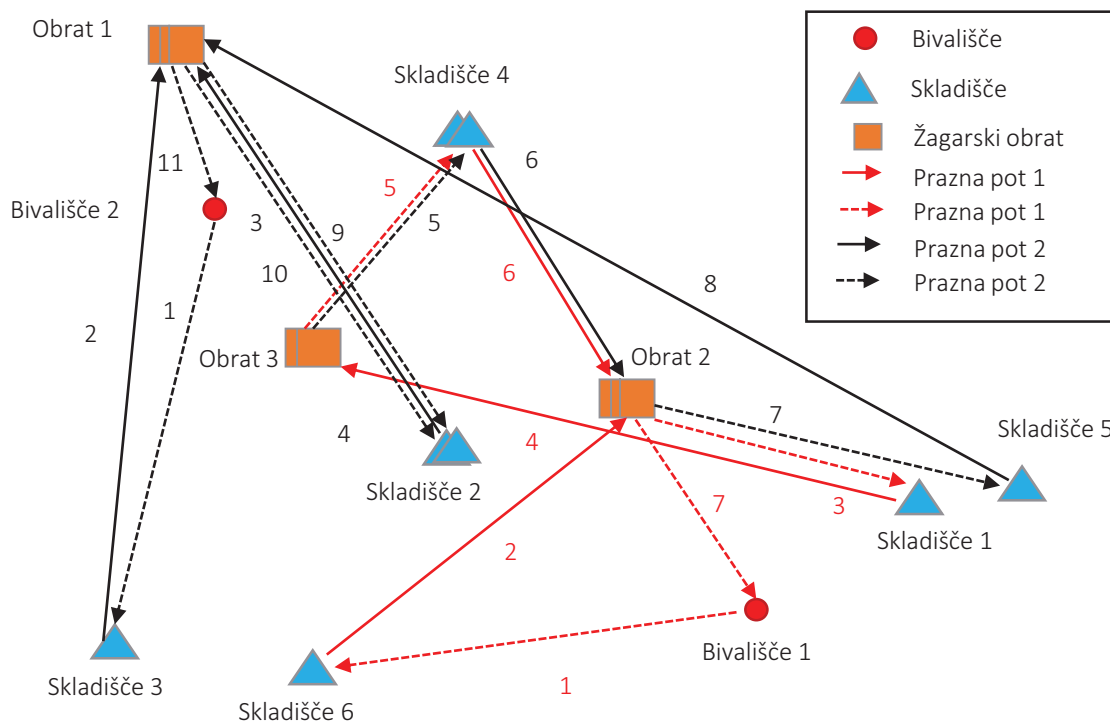 Obrat 1
Skladišče 4
Bivališče
Skladišče
Žagarski obrat
Prazna pot 1
Prazna pot 1
Prazna pot 2
Prazna pot 2
11
6
5
Bivališče 2
3
9
5
10
6
8
1
2
Obrat 3
Obrat 2
7
4
4
Skladišče 5
Skladišče 2
7
3
Skladišče 1
2
Bivališče 1
Skladišče 3
1
Skladišče 6